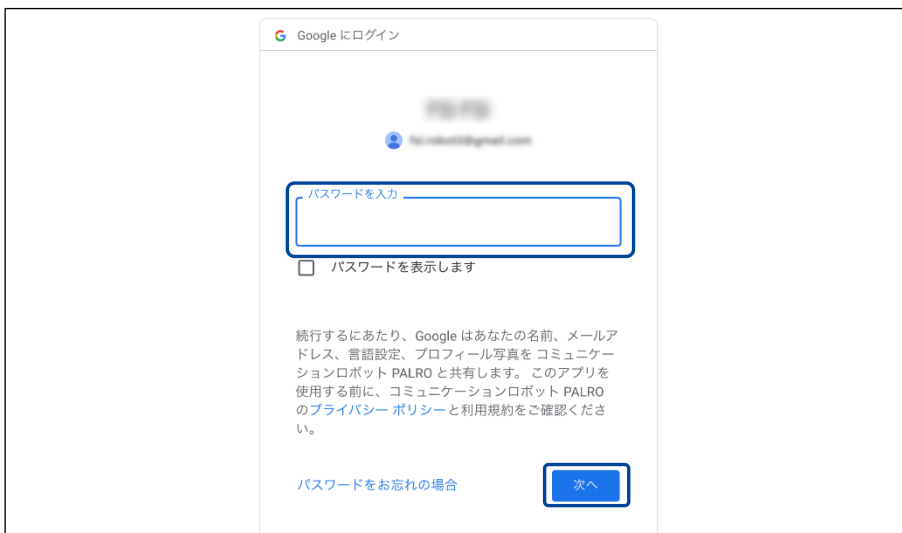 Google にログイン
パスワードを入力
パスワードを表示します
続行するにあたり、Google はあなたの名前、メールア
ドレス、言語設定、プロフィール写真を コミュニケー
ションロボット PALRO と共有します。 このアプリを
使用する前に、コミュニケーションロボット PALRO
のプライバシー ポリシーと利用規約をご確認くださ
い。
パスワードをお忘れの場合
次へ